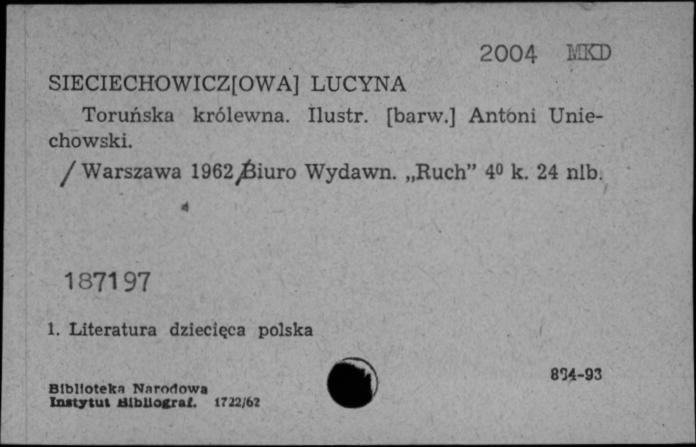 2004 MKD
SIECIECHOWICZ[OWA] LUCYNA
Toruńska królewna. Ilustr. [barw.] Antoni Unie-
chowski.
/ Warszawa 1962 Biuro Wydawn. „Ruch” 4⁰ k. 24 nlb.
187197
1. Literatura dziecięca polska
884-93
Biblioteka Narodowa
Instytut Bibliograf. 1722/62